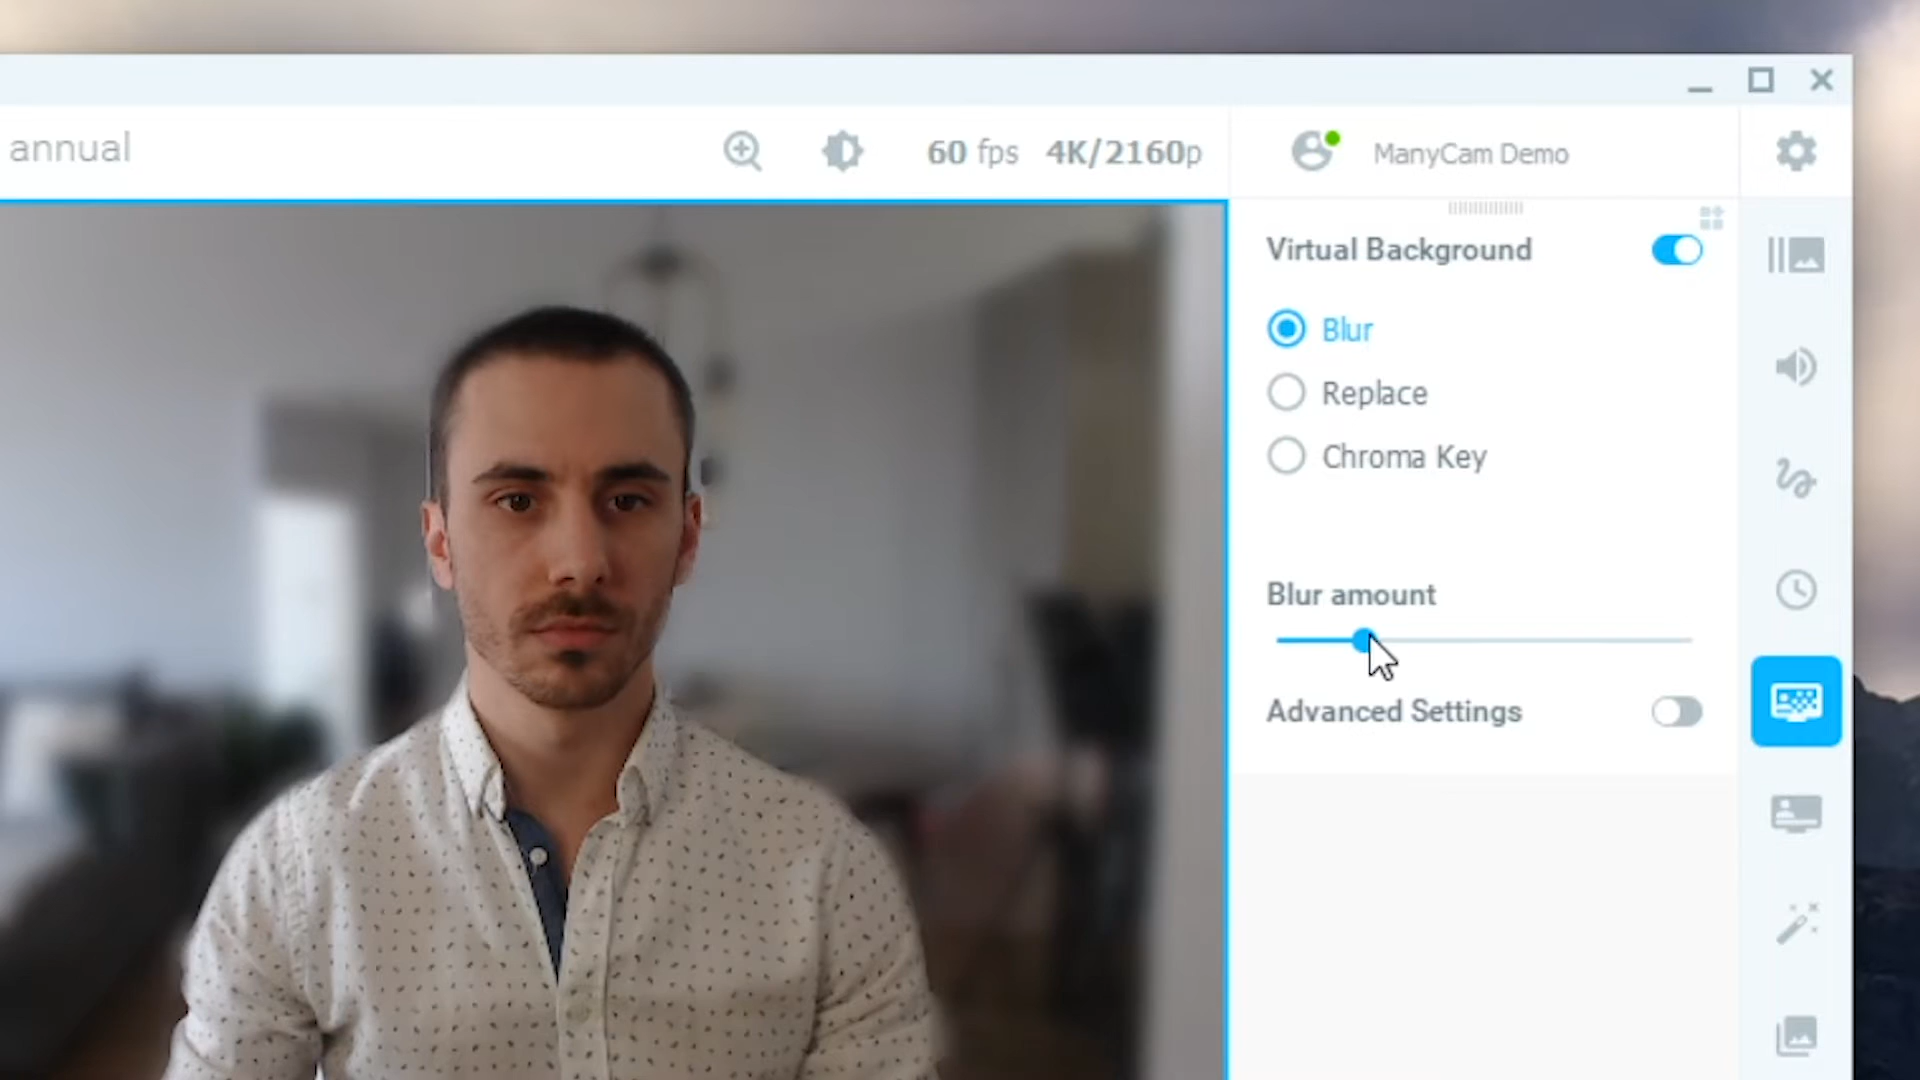 annual
60 fps 4K/2160p
ManyCam Demo
Virtual Background
Blur
Replace
Chroma Key
Blur amount
Advanced Settings